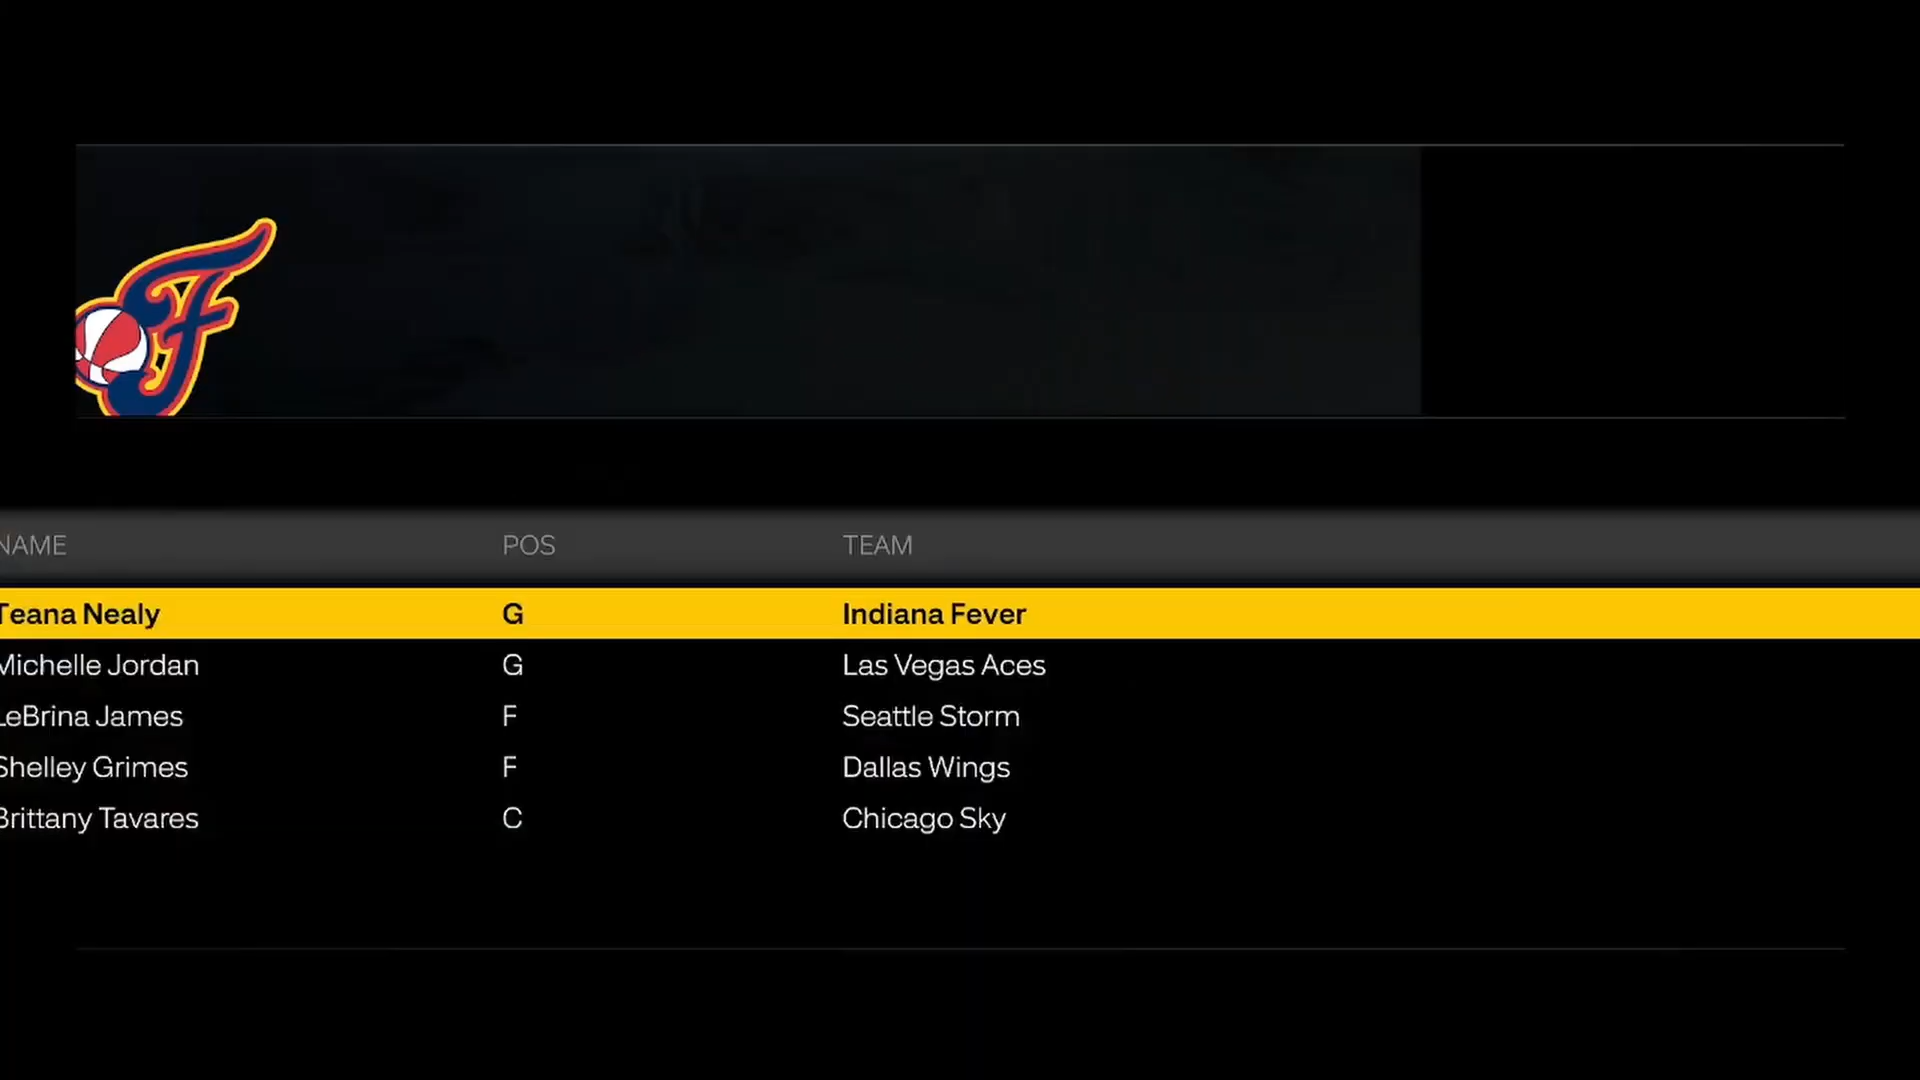 NAME POS TEAM
Teana Nealy G Indiana Fever
Michelle Jordan G Las Vegas Aces
LeBrina James F Seattle Storm
Shelley Grimes F Dallas Wings
Brittany Tavares C Chicago Sky